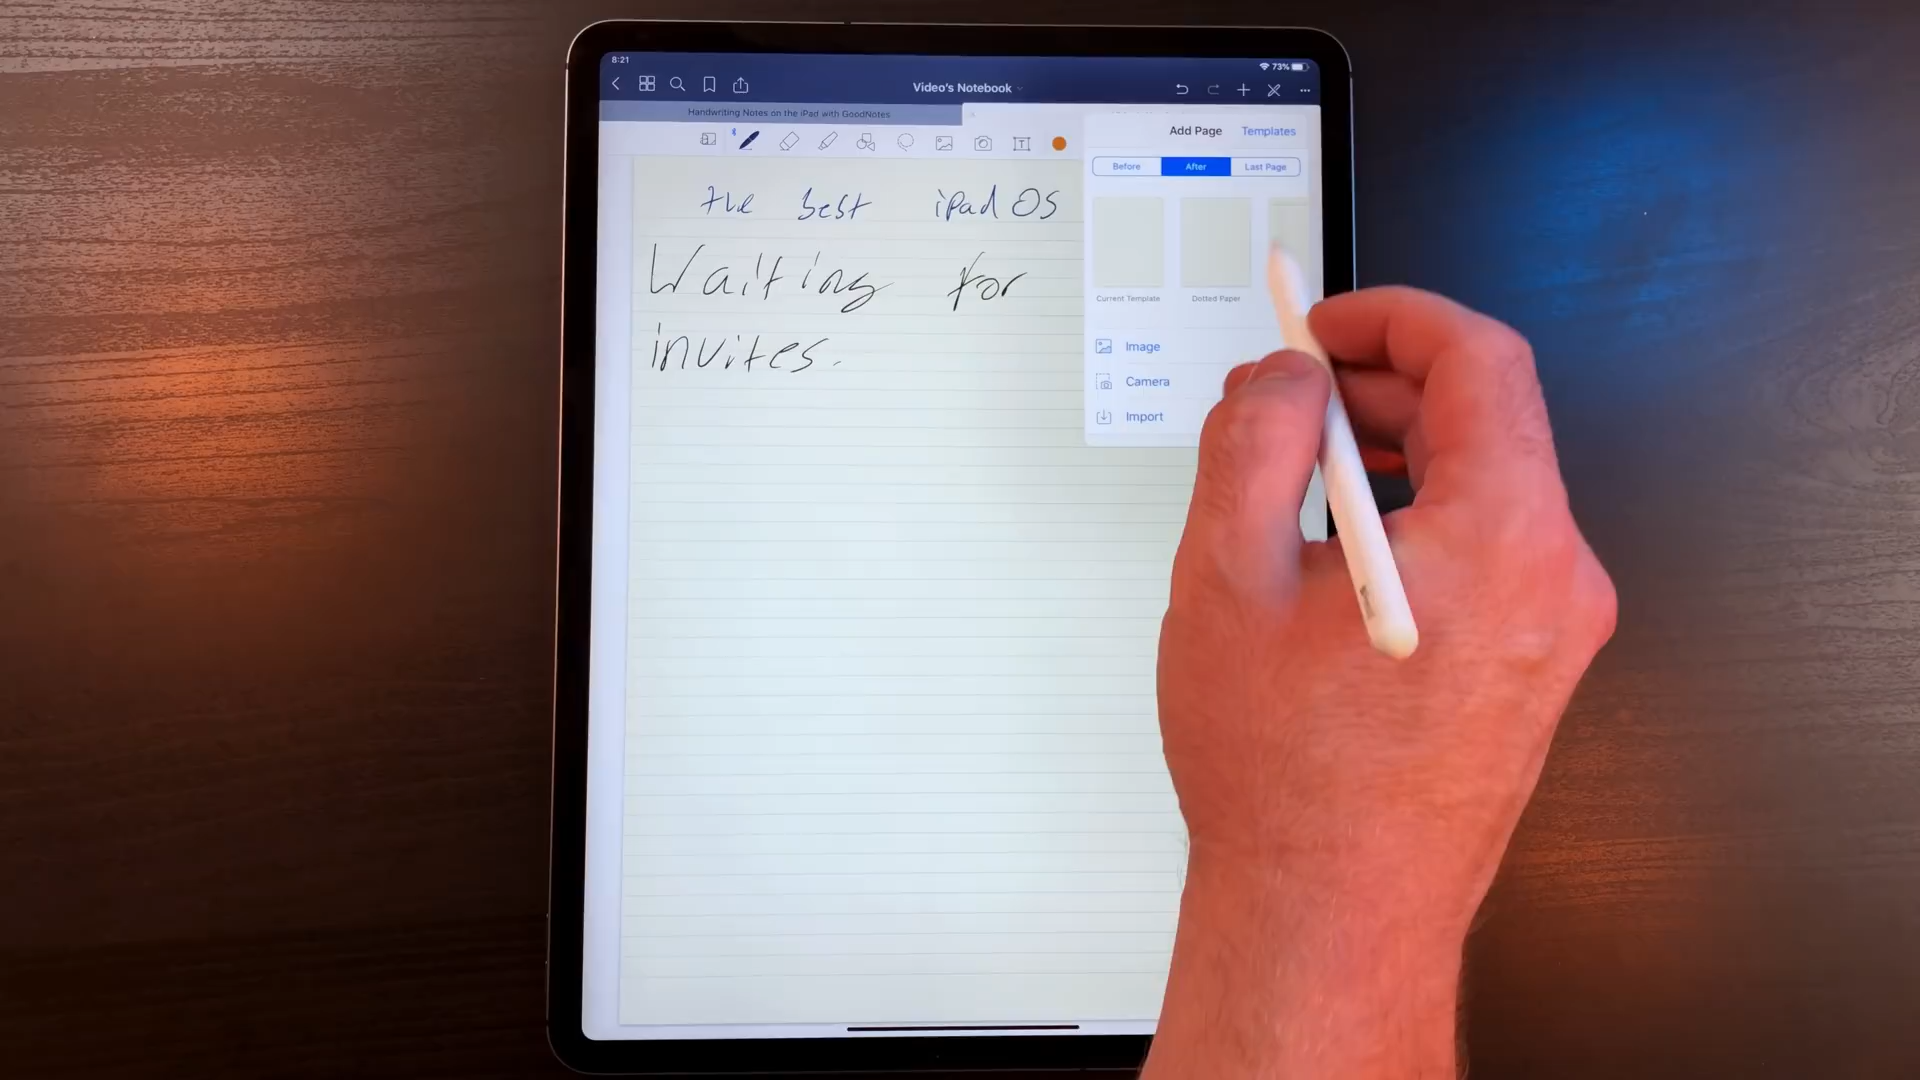 8:21
73%
Video's Notebook
Handwriting Notes on the iPad with GoodNotes
Add Page Templates
Before After Last Page
the best iPad OS
Waiting for
invites.
Current Template Dotted Paper
Image
Camera
Import